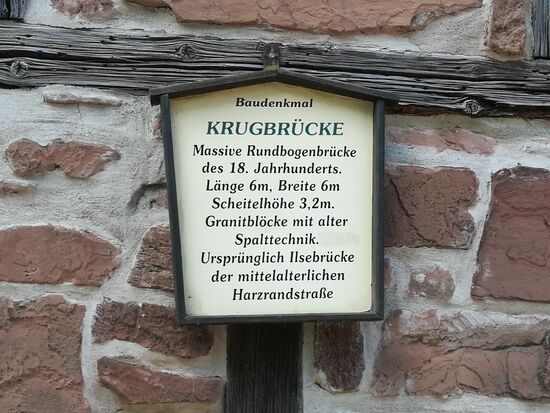 Baudenkmal
KRUGBRÜCKE
Massive Rundbogenbrücke
des 18. Jahrhunderts.
Länge 6m, Breite 6m
Scheitelhöhe 3,2m.
Granitblöcke mit alter
Spalttechnik.
Ursprünglich Ilsebrücke
der mittelalterlichen
Harzrandstraße